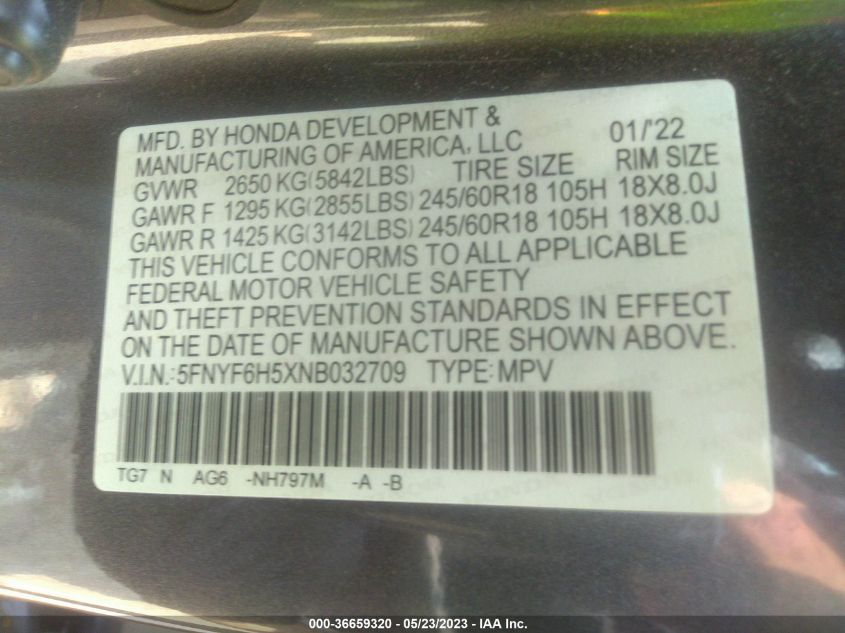 MFD. BY HONDA DEVELOPMENT &
MANUFACTURING OF AMERICA, LLC 01/'22
GVWR 2650 KG(5842LBS) TIRE SIZE RIM SIZE
GAWR F 1295 KG(2855LBS) 245/60R18 105H 18X8.0J
GAWR R 1425 KG(3142LBS) 245/60R18 105H 18X8.0J
THIS VEHICLE CONFORMS TO ALL APPLICABLE
FEDERAL MOTOR VEHICLE SAFETY
AND THEFT PREVENTION STANDARDS IN EFFECT
ON THE DATE OF MANUFACTURE SHOWN ABOVE.
V.I.N.: 5FNYF6H5XNB032709 TYPE: MPV
TG7 N AG6 -NH797M -A -B
000-36659320 / 05/23/2023 - IAA Inc.